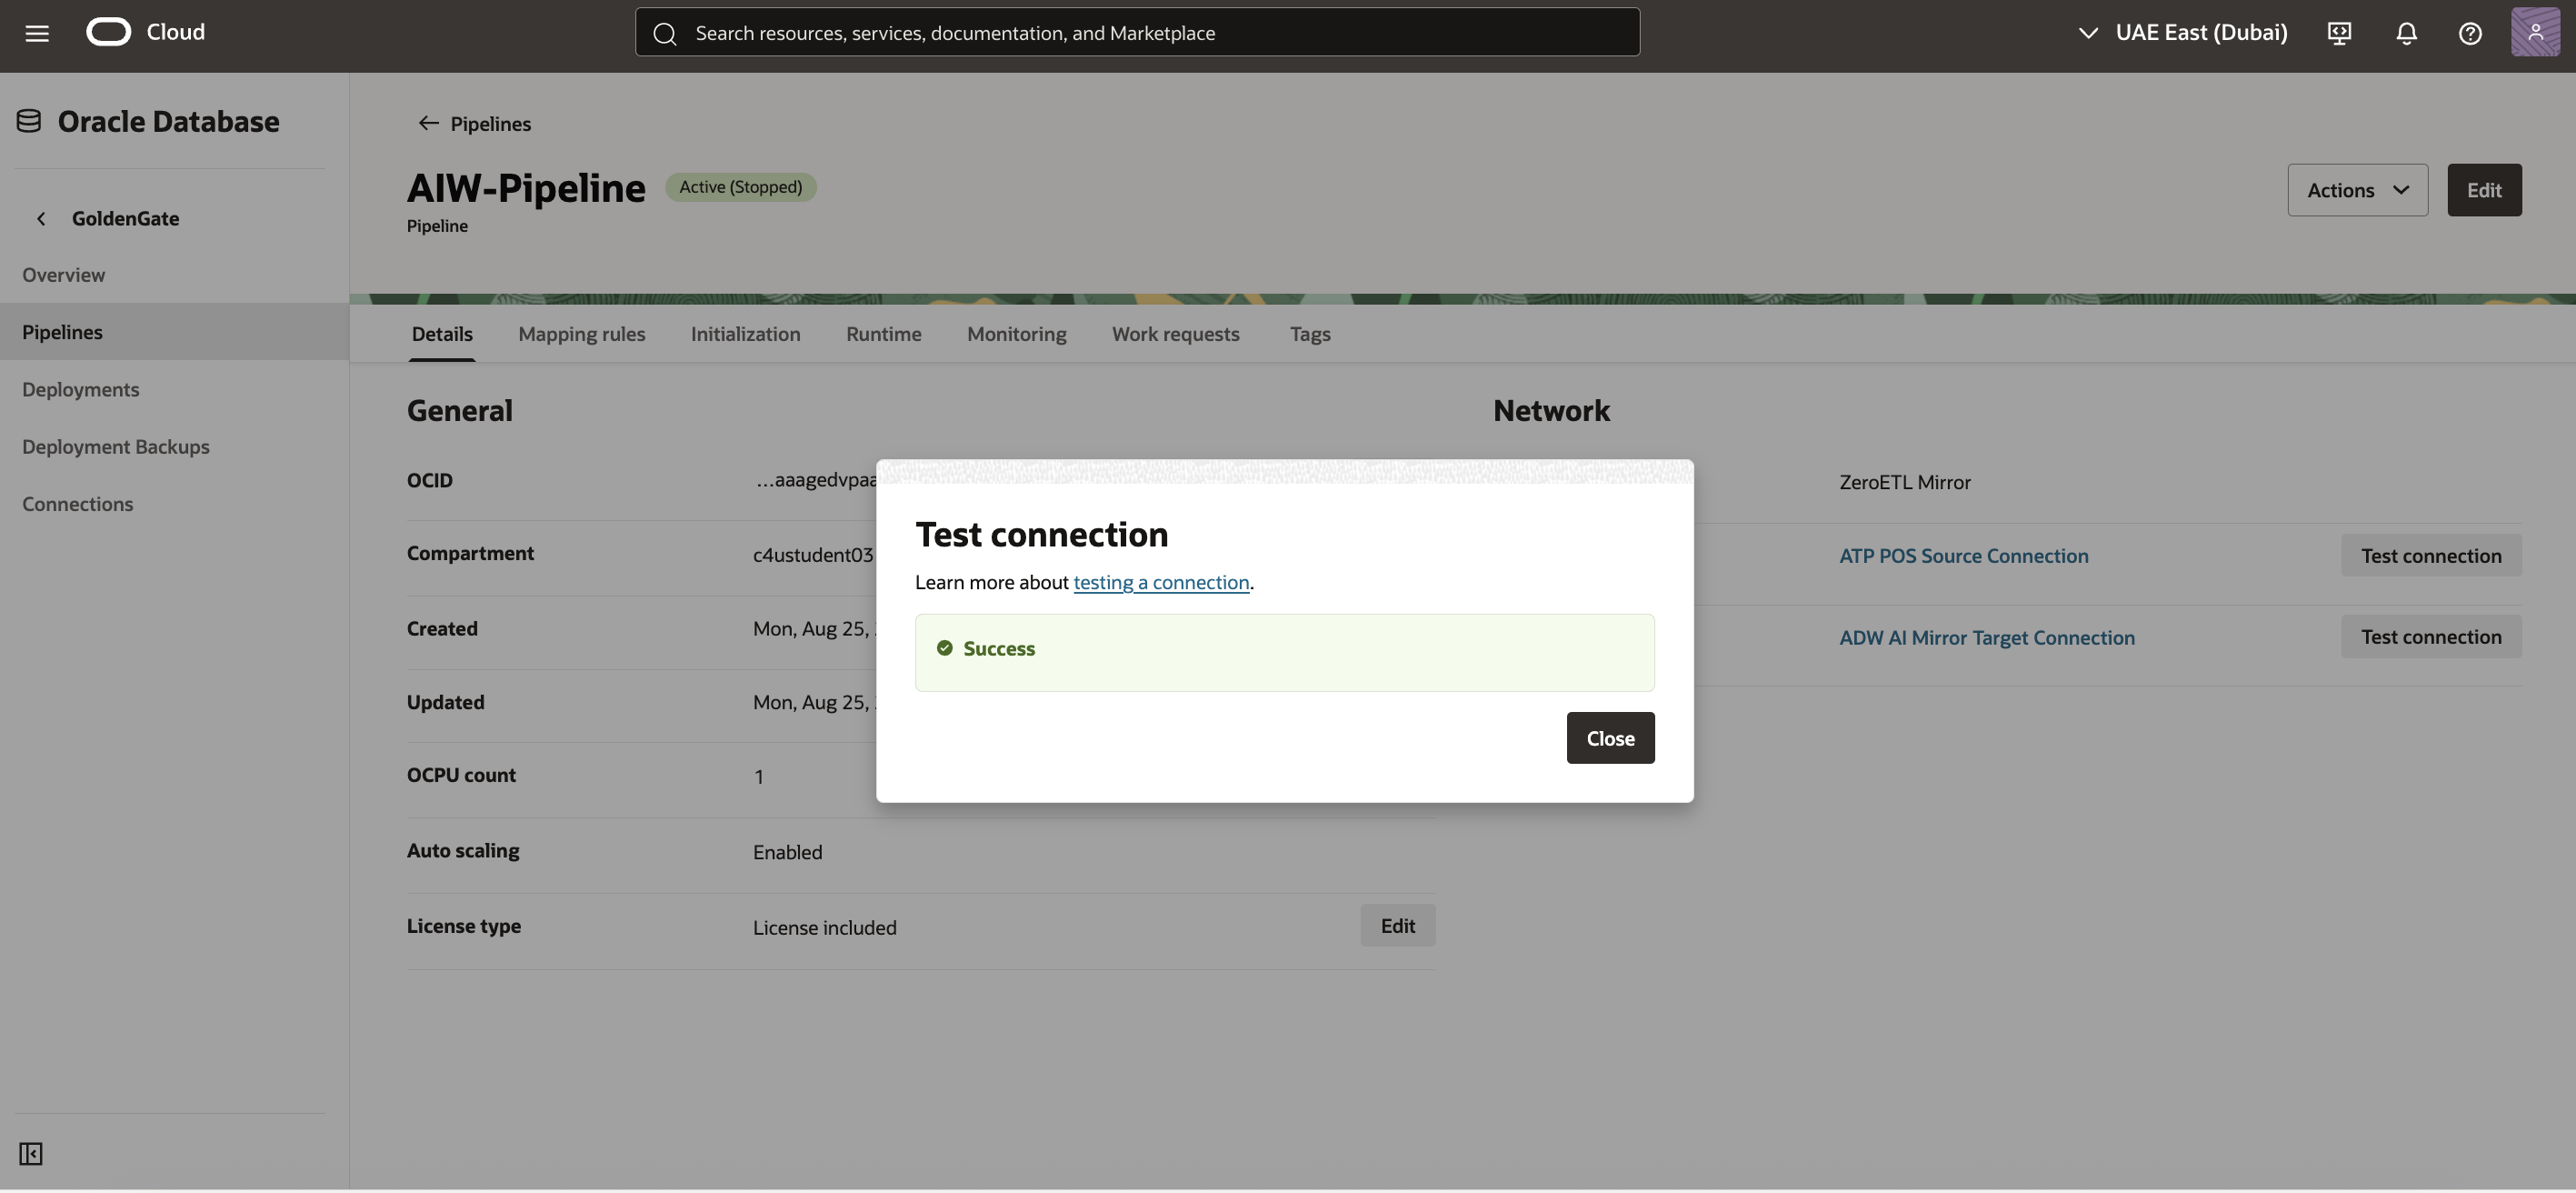 Cloud
Search resources, services, documentation, and Marketplace
UAE East (Dubai)
Oracle Database
GoldenGate
Overview
Pipelines
Deployments
Deployment Backups
Connections
Pipelines
AIW-Pipeline
Active (Stopped)
Pipeline
Actions
Edit
Details
Mapping rules
Initialization
Runtime
Monitoring
Work requests
Tags
General
OCID
...aaagedvpaa
Compartment
c4ustudent03
Created
Mon, Aug 25,
Updated
Mon, Aug 25,
OCPU count
1
Auto scaling
Enabled
License type
License included
Edit
Network
ZeroETL Mirror
ATP POS Source Connection
Test connection
ADW AI Mirror Target Connection
Test connection
Test connection
Learn more about testing a connection.
Success
Close